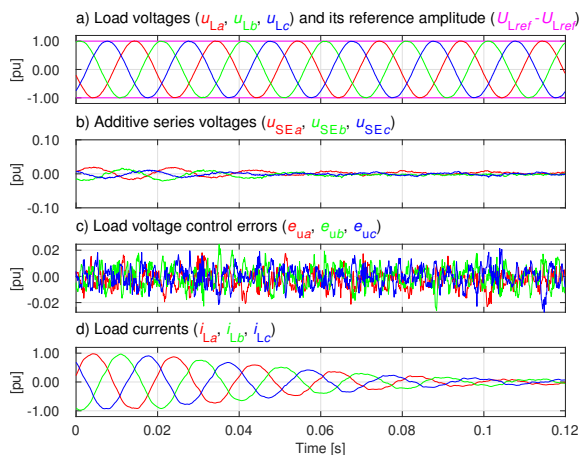 a) Load voltages (uLa, uLb, uLc) and its reference amplitude (ULref - ULref)
1.00
0.00
-1.00
[pu]
b) Additive series voltages (uSEa, uSEb, uSEc)
0.10
0.00
-0.10
[pu]
c) Load voltage control errors (eua, eub, euc)
0.02
0.00
-0.02
[pu]
d) Load currents (iLa, iLb, iLc)
1.00
0.00
-1.00
[pu]
0 0.02 0.04 0.06 0.08 0.1 0.12
Time [s]